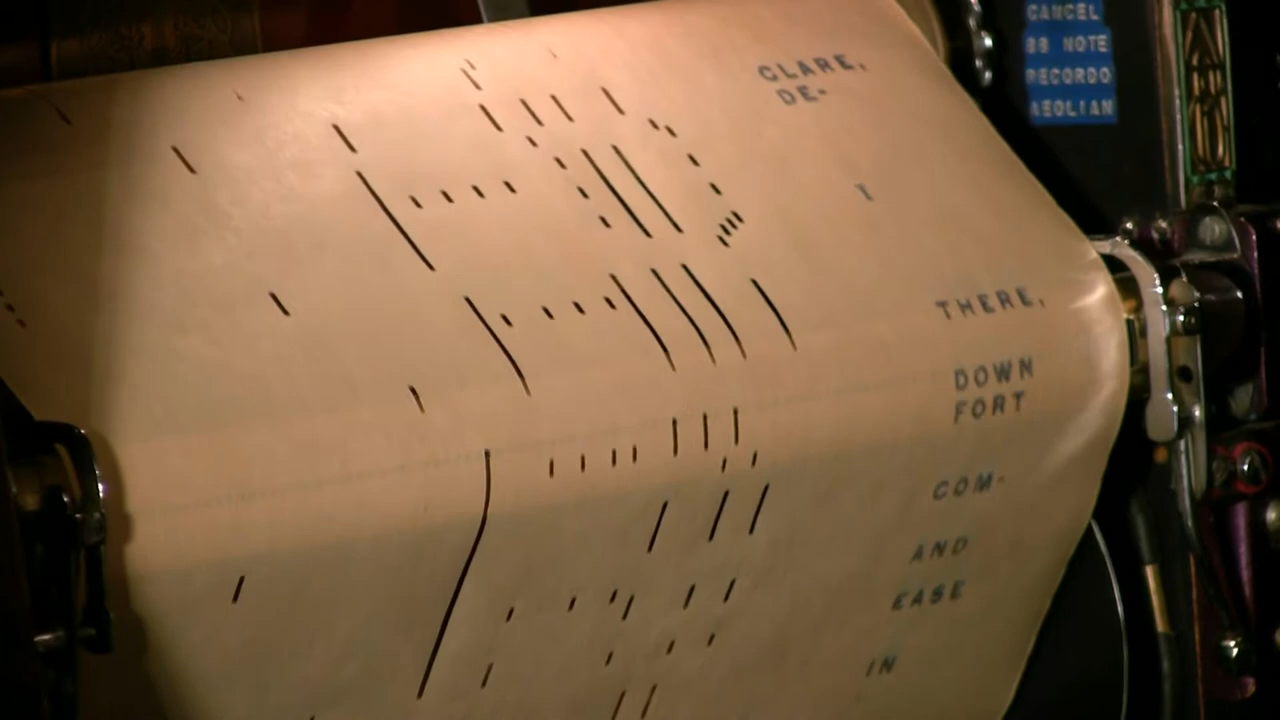 CANCEL
88 NOTE
RECORDO
AEOLIAN
CLARE,
DE-
I
THERE,
DOWN
FORT
COM-
AND
EASE
IN